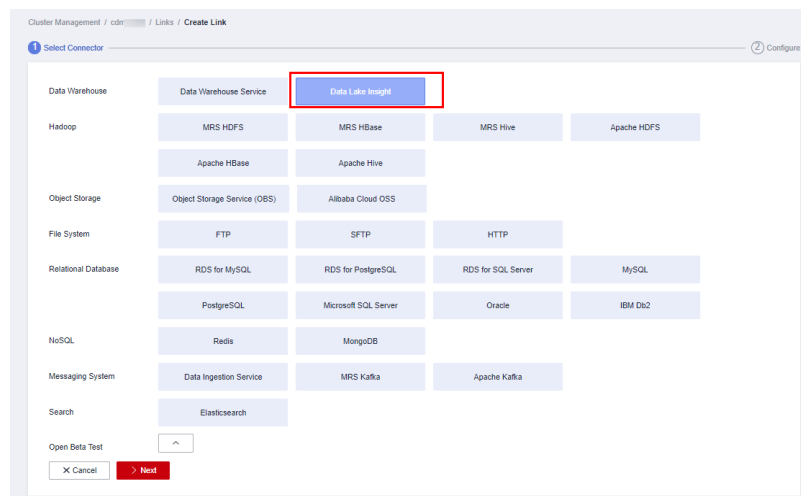 Cluster Management / cdm / Links / Create Link
1 Select Connector 2 Configure
Data Warehouse Data Warehouse Service Data Lake Insight
Hadoop MRS HDFS MRS HBase MRS Hive Apache HDFS
Apache HBase Apache Hive
Object Storage Object Storage Service (OBS) Alibaba Cloud OSS
File System FTP SFTP HTTP
Relational Database RDS for MySQL RDS for PostgreSQL RDS for SQL Server MySQL
PostgreSQL Microsoft SQL Server Oracle IBM Db2
NoSQL Redis MongoDB
Messaging System Data Ingestion Service MRS Kafka Apache Kafka
Search Elasticsearch
Open Beta Test
Cancel Next